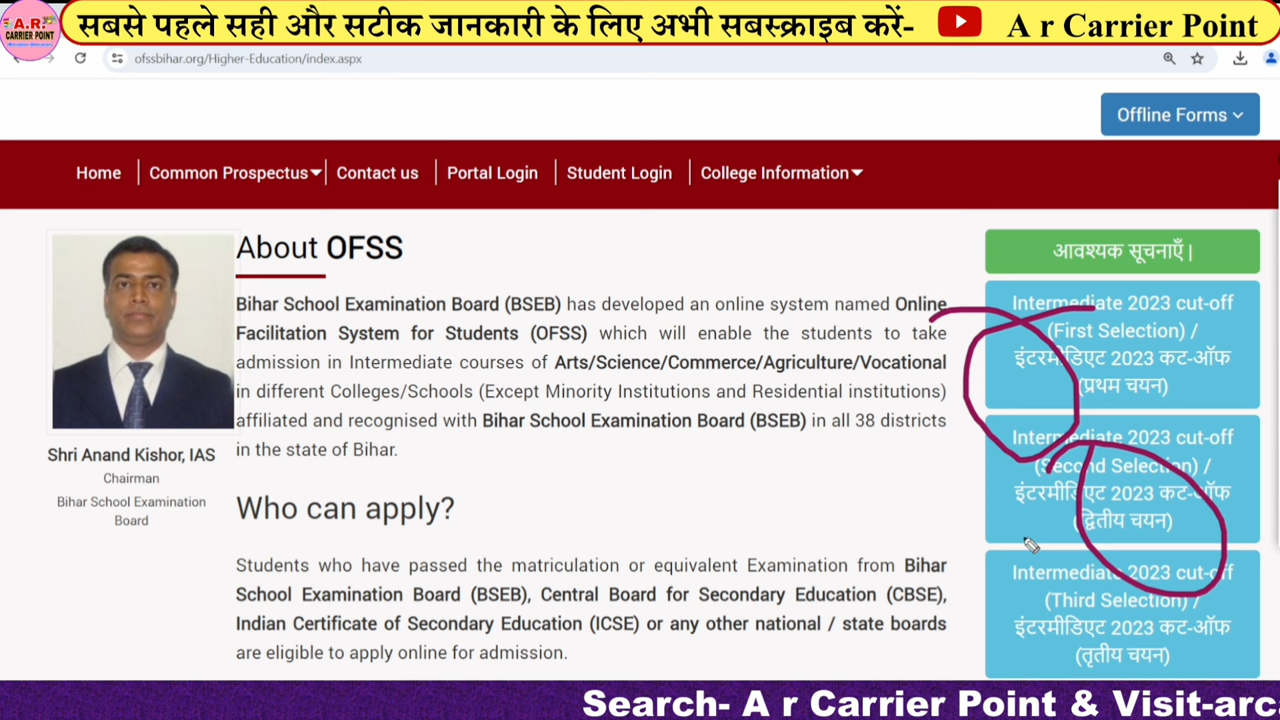 A.R.
CARRIER POINT
सबसे पहले सही और सटीक जानकारी के लिए अभी सबस्क्राइब करें- A r Carrier Point
ofssbihar.org/Higher-Education/index.aspx
Offline Forms
Home
Common Prospectus
Contact us
Portal Login
Student Login
College Information
Shri Anand Kishor, IAS
Chairman
Bihar School Examination
Board
About OFSS
Bihar School Examination Board (BSEB) has developed an online system named Online
Facilitation System for Students (OFSS) which will enable the students to take
admission in Intermediate courses of Arts/Science/Commerce/Agriculture/Vocational
in different Colleges/Schools (Except Minority Institutions and Residential institutions)
affiliated and recognised with Bihar School Examination Board (BSEB) in all 38 districts
in the state of Bihar.
Who can apply?
Students who have passed the matriculation or equivalent Examination from Bihar
School Examination Board (BSEB), Central Board for Secondary Education (CBSE),
Indian Certificate of Secondary Education (ICSE) or any other national / state boards
are eligible to apply online for admission.
आवश्यक सूचनाएँ |
Intermediate 2023 cut-off
(First Selection) /
इंटरमीडिएट 2023 कट-ऑफ
(प्रथम चयन)
Intermediate 2023 cut-off
(Second Selection) /
इंटरमीडिएट 2023 कट-ऑफ
(द्वितीय चयन)
Intermediate 2023 cut-off
(Third Selection) /
इंटरमीडिएट 2023 कट-ऑफ
(तृतीय चयन)
Search- A r Carrier Point & Visit-arc